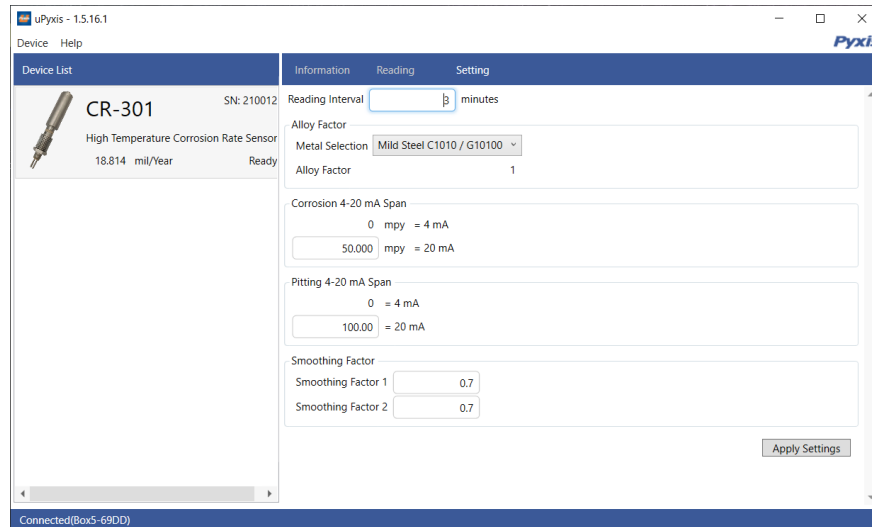 uPyxis - 1.5.16.1
Device Help
Pyxis
Device List
Information Reading Setting
CR-301
SN: 210012
High Temperature Corrosion Rate Sensor
18.814 mil/Year Ready
Reading Interval 3 minutes
Alloy Factor
Metal Selection Mild Steel C1010 / G10100
Alloy Factor 1
Corrosion 4-20 mA Span
0 mpy = 4 mA
50.000 mpy = 20 mA
Pitting 4-20 mA Span
0 = 4 mA
100.00 = 20 mA
Smoothing Factor
Smoothing Factor 1 0.7
Smoothing Factor 2 0.7
Apply Settings
Connected(Box5-69DD)